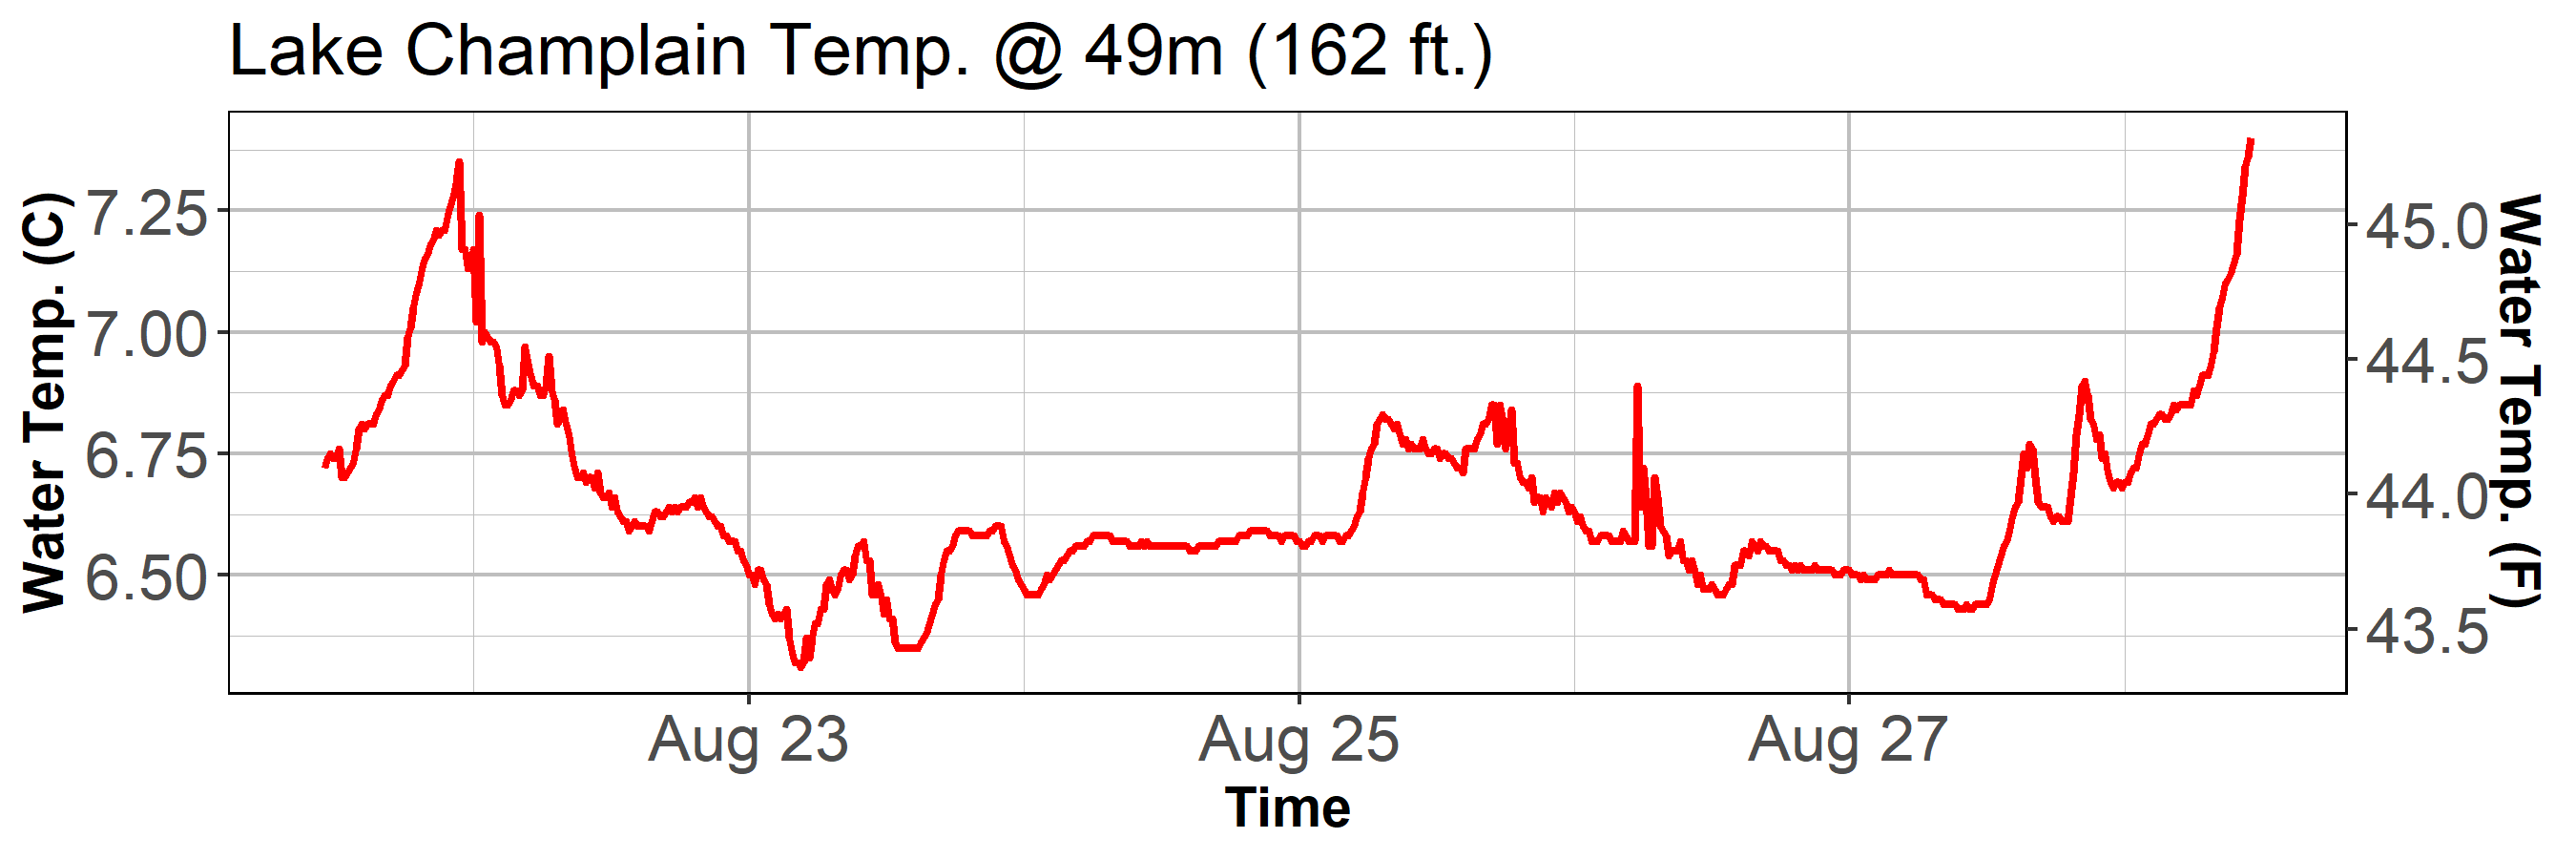 Lake Champlain Temp. @ 49m (162 ft.)
Water Temp. (C)
7.25
7.00
6.75
6.50
45.0
44.5
44.0
43.5
Water Temp. (F)
Aug 23
Aug 25
Aug 27
Time